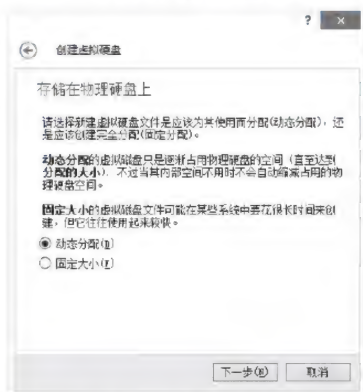 ?  ×
创建虚拟硬盘
存储在物理硬盘上
请选择新建虚拟硬盘文件是应该为其使用而分配(动态分配)，还
是应该创建完全分配(固定分配)。
动态分配的虚拟磁盘只是逐渐占用物理硬盘的空间（直至达到
分配的大小），不过当其内部空间不用时不会自动缩减占用的物
理硬盘空间。
固定大小的虚拟磁盘文件可能在某些系统中要花很长时间来创
建，但它往往使用起来较快。
动态分配(D)
固定大小(F)
下一步(N)
取消